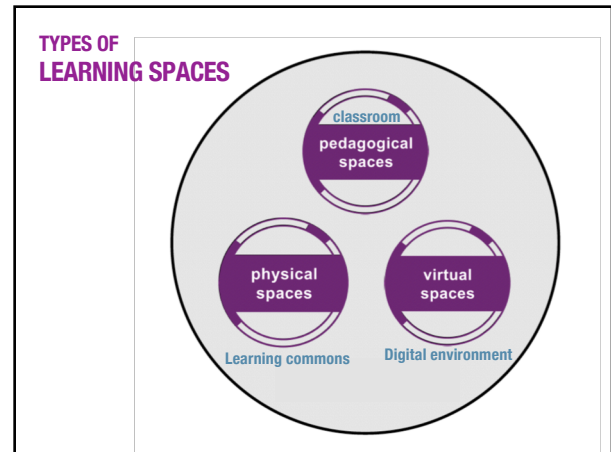 TYPES OF
LEARNING SPACES
classroom
pedagogical
spaces
physical
spaces
virtual
spaces
Learning commons
Digital environment